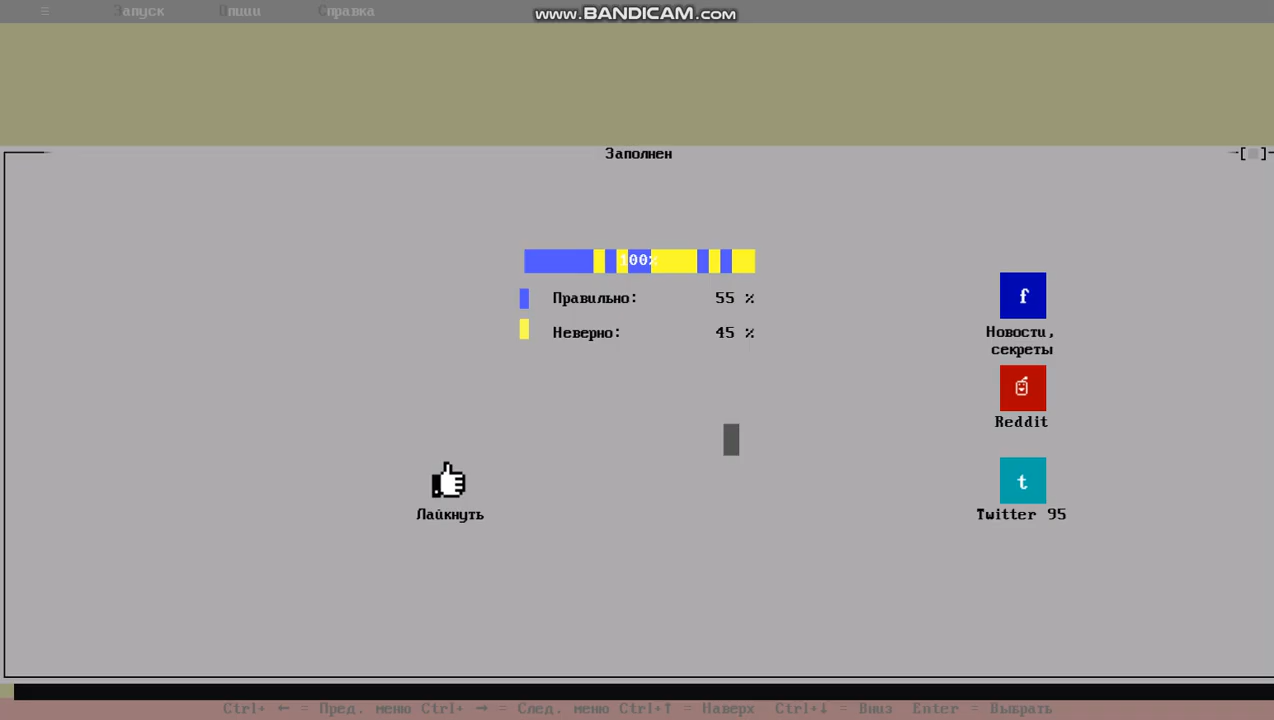 ≡ Запуск Опции Справка
www.BANDICAM.com
Заполнен
[■]
100%
Правильно: 55 %
Неверно: 45 %
f
Новости,
секреты
Reddit
t
Twitter 95
Лайкнуть
Ctrl+ ← = Пред. меню Ctrl+ → = След. меню Ctrl+↑ = Наверх Ctrl+↓ = Вниз Enter = Выбрать